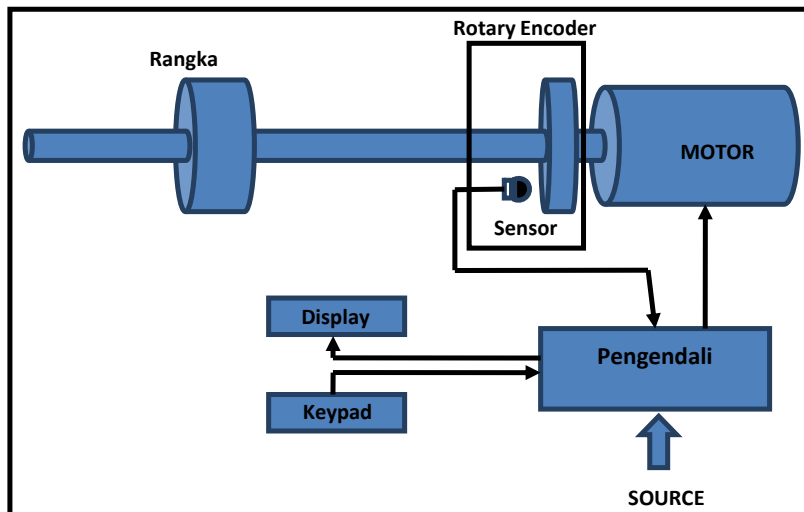 Rotary Encoder
Rangka
MOTOR
Sensor
Display
Pengendali
Keypad
SOURCE